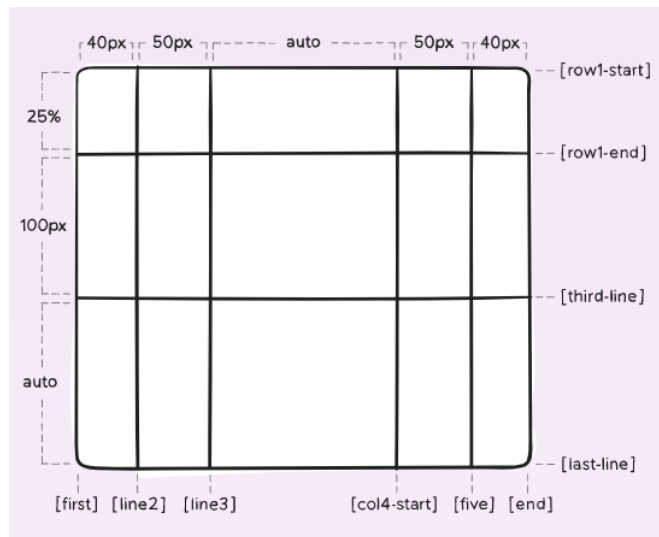 40px 50px auto 50px 40px
[row1-start]
25%
[row1-end]
100px
[third-line]
auto
[last-line]
[first] [line2] [line3] [col4-start] [five] [end]